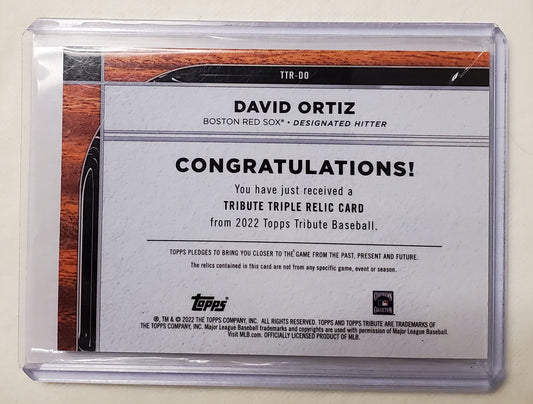 TTR-DO
DAVID ORTIZ
BOSTON RED SOX® • DESIGNATED HITTER
CONGRATULATIONS!
You have just received a
TRIBUTE TRIPLE RELIC CARD
from 2022 Topps Tribute Baseball.
TOPPS PLEDGES TO BRING YOU CLOSER TO THE GAME FROM THE PAST, PRESENT AND FUTURE.
The relics contained in this card are not from any specific game, event or season.
Topps
®, TM & © 2022 THE TOPPS COMPANY, INC. ALL RIGHTS RESERVED. TOPPS AND TOPPS TRIBUTE ARE TRADEMARKS OF
THE TOPPS COMPANY, INC. Major League Baseball trademarks and copyrights are used with permission of Major League Baseball
Visit MLB.com. OFFICIALLY LICENSED PRODUCT OF MLB.